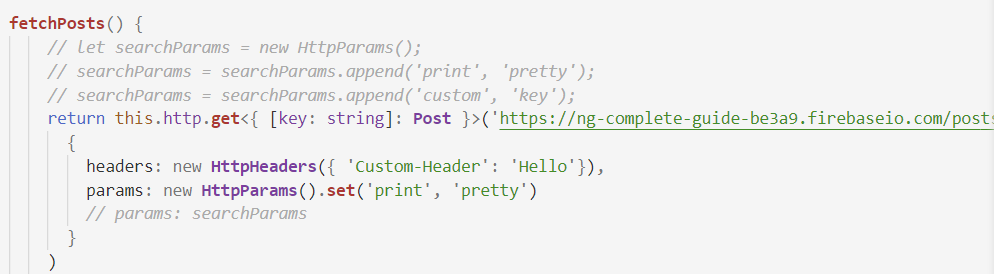 fetchPosts() {
// let searchParams = new HttpParams();
// searchParams = searchParams.append('print', 'pretty');
// searchParams = searchParams.append('custom', 'key');
return this.http.get<{ [key: string]: Post }>('https://ng-complete-guide-be3a9.firebaseio.com/posts
{
headers: new HttpHeaders({ 'Custom-Header': 'Hello'}),
params: new HttpParams().set('print', 'pretty')
// params: searchParams
}
)